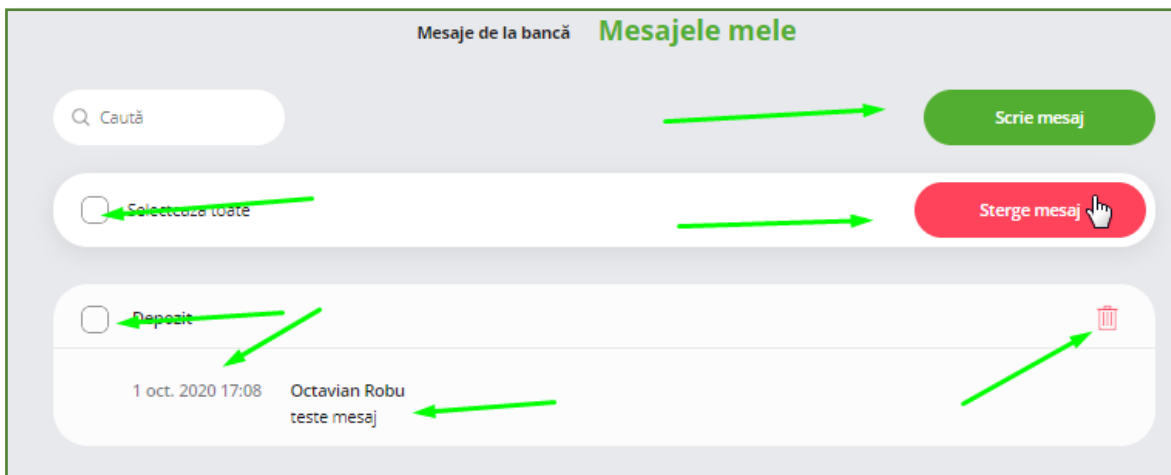 Mesaje de la bancă Mesajele mele
Caută
Scrie mesaj
Selectează toate
Sterge mesaj
Depozit
1 oct. 2020 17:08 Octavian Robu
teste mesaj